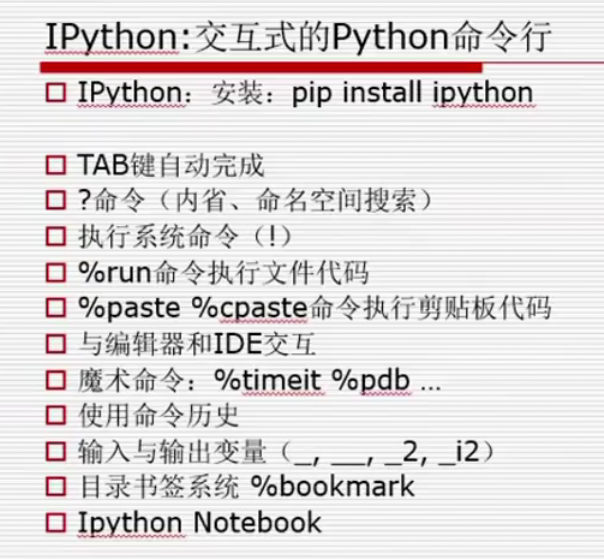 IPython:交互式的Python命令行
IPython：安装：pip install ipython
TAB键自动完成
?命令（内省、命名空间搜索）
执行系统命令（!）
%run命令执行文件代码
%paste %cpaste命令执行剪贴板代码
与编辑器和IDE交互
魔术命令：%timeit %pdb …
使用命令历史
输入与输出变量（_, __, _2, _i2）
目录书签系统 %bookmark
Ipython Notebook